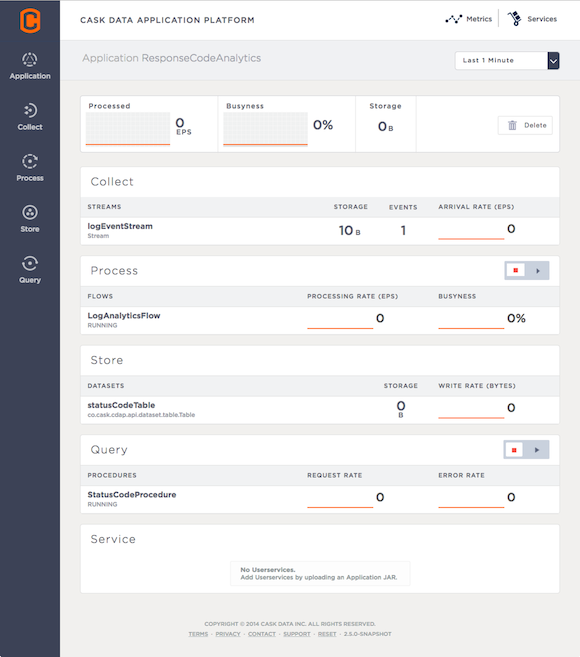 CASK DATA APPLICATION PLATFORM
Metrics
Services
Application
Collect
Process
Store
Query
Application ResponseCodeAnalytics
Last 1 Minute
Processed
0
EPS
Busyness
0%
Storage
0 B
Delete
Collect
STREAMS STORAGE EVENTS ARRIVAL RATE (EPS)
logEventStream
Stream
10 B
1
0
Process
FLOWS PROCESSING RATE (EPS) BUSYNESS
LogAnalyticsFlow
RUNNING
0
0%
Store
DATASETS STORAGE WRITE RATE (BYTES)
statusCodeTable
co.cask.cdap.api.dataset.table.Table
0
B
0
Query
PROCEDURES REQUEST RATE ERROR RATE
StatusCodeProcedure
RUNNING
0
0
Service
No Userservices.
Add Userservices by uploading an Application JAR.
COPYRIGHT © 2014 CASK DATA INC. ALL RIGHTS RESERVED.
TERMS - PRIVACY - CONTACT - SUPPORT - RESET - 2.5.0-SNAPSHOT